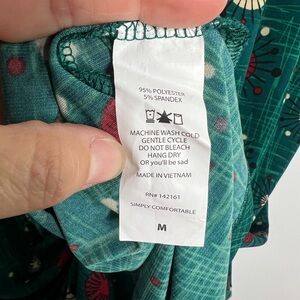 95% POLYESTER
5% SPANDEX
MACHINE WASH COLD
GENTLE CYCLE
DO NOT BLEACH
HANG DRY
OR you'll be sad
MADE IN VIETNAM
RN# 142161
SIMPLY COMFORTABLE
M